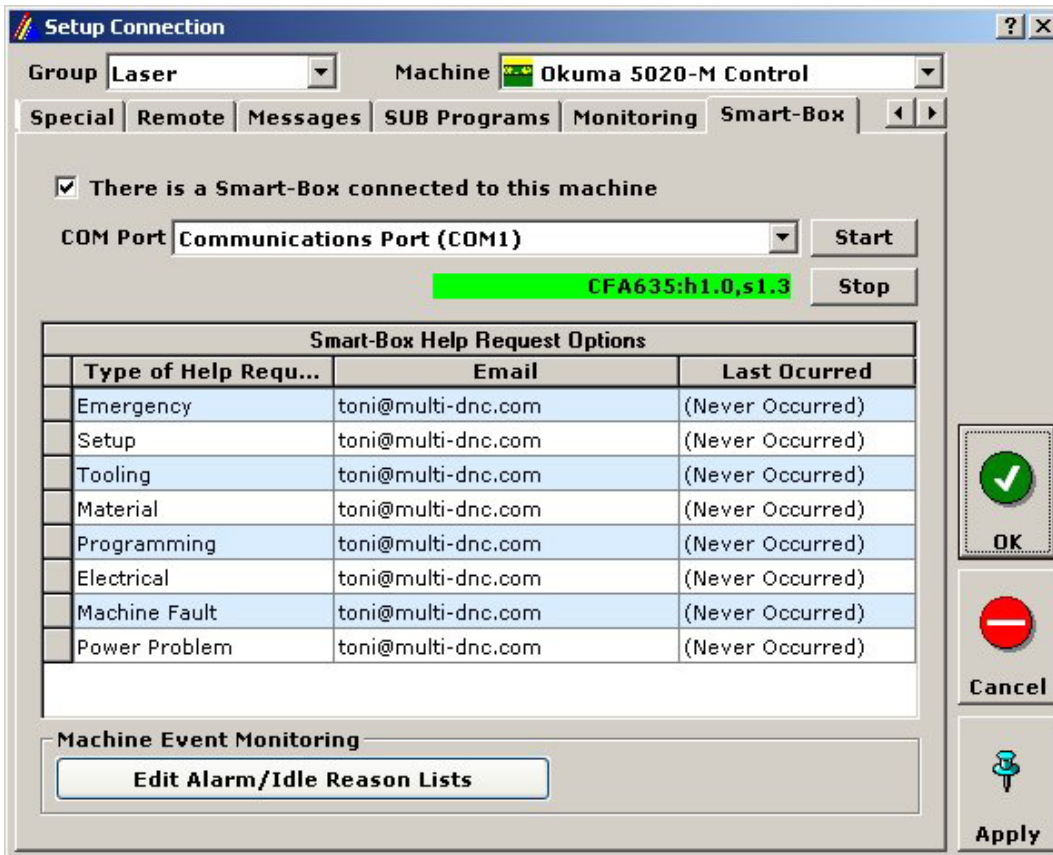 Setup Connection
Group Laser Machine Okuma 5020-M Control
Special Remote Messages SUB Programs Monitoring Smart-Box
There is a Smart-Box connected to this machine
COM Port Communications Port (COM1) Start
CFA635:h1.0,s1.3 Stop
Smart-Box Help Request Options
Type of Help Requ... Email Last Ocurred
Emergency toni@multi-dnc.com (Never Occurred)
Setup toni@multi-dnc.com (Never Occurred)
Tooling toni@multi-dnc.com (Never Occurred)
Material toni@multi-dnc.com (Never Occurred)
Programming toni@multi-dnc.com (Never Occurred)
Electrical toni@multi-dnc.com (Never Occurred)
Machine Fault toni@multi-dnc.com (Never Occurred)
Power Problem toni@multi-dnc.com (Never Occurred)
Machine Event Monitoring
Edit Alarm/Idle Reason Lists
OK
Cancel
Apply